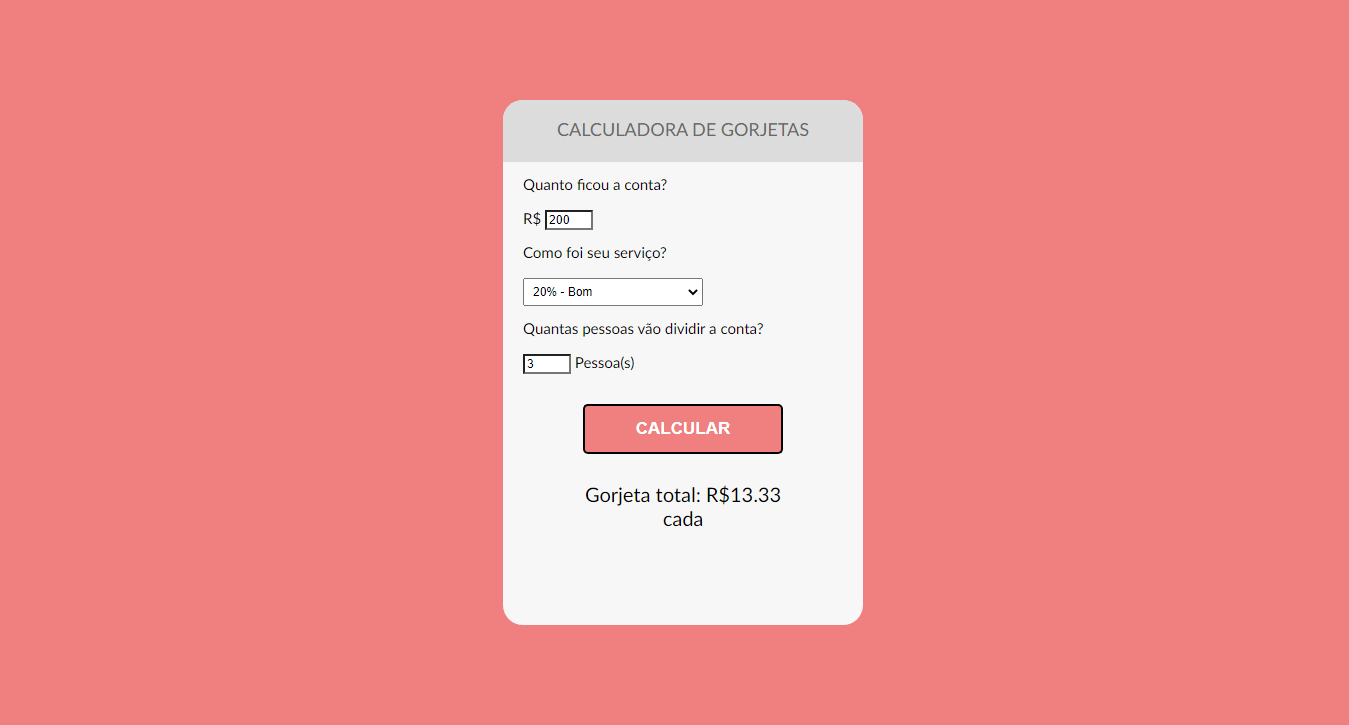 CALCULADORA DE GORJETAS
Quanto ficou a conta?
R$ 200
Como foi seu serviço?
20% - Bom
Quantas pessoas vão dividir a conta?
3 Pessoa(s)
CALCULAR
Gorjeta total: R$13.33
cada